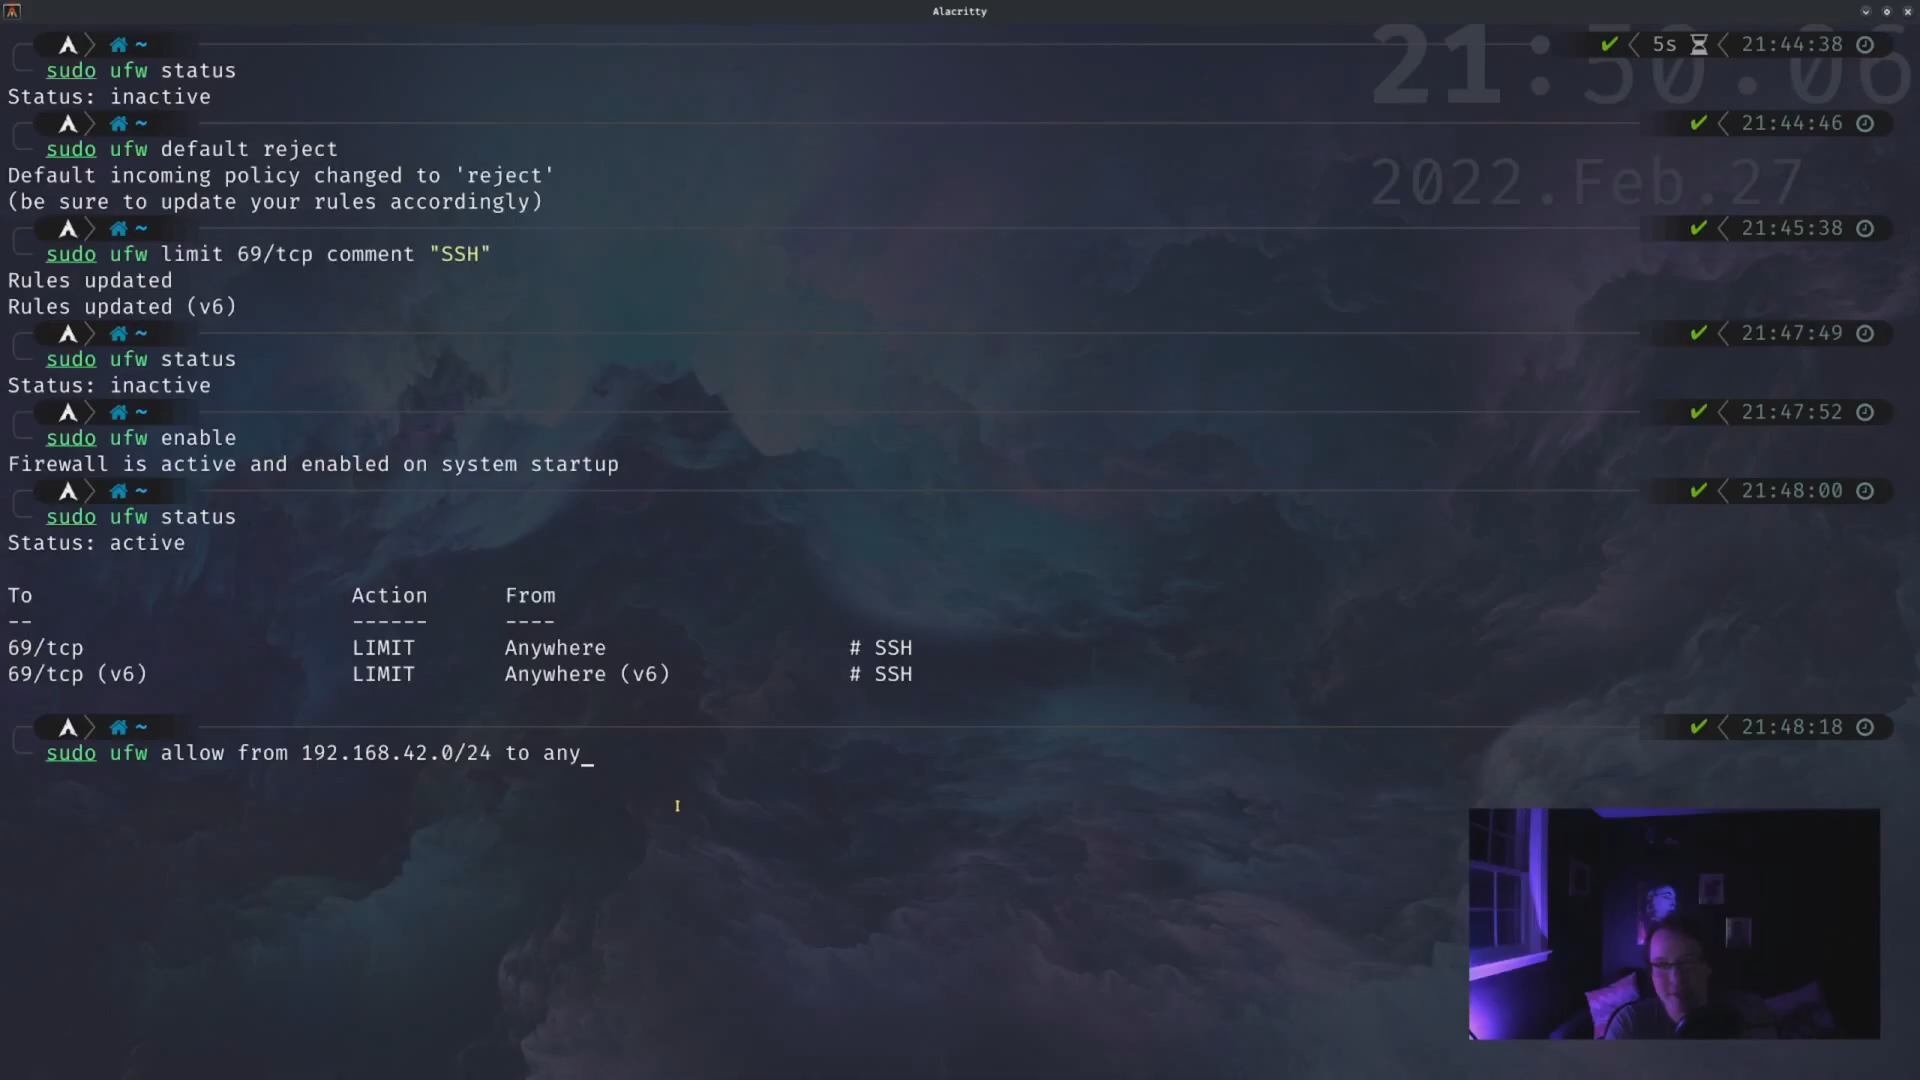 Alacritty
~ 5s 21:44:38
21:50:06
sudo ufw status
Status: inactive
~ 21:44:46
sudo ufw default reject
Default incoming policy changed to 'reject'
2022.Feb.27
(be sure to update your rules accordingly)
~ 21:45:38
sudo ufw limit 69/tcp comment "SSH"
Rules updated
Rules updated (v6)
~ 21:47:49
sudo ufw status
Status: inactive
~ 21:47:52
sudo ufw enable
Firewall is active and enabled on system startup
~ 21:48:00
sudo ufw status
Status: active
To Action From
-- ------ ----
69/tcp LIMIT Anywhere # SSH
69/tcp (v6) LIMIT Anywhere (v6) # SSH
~ 21:48:18
sudo ufw allow from 192.168.42.0/24 to any_